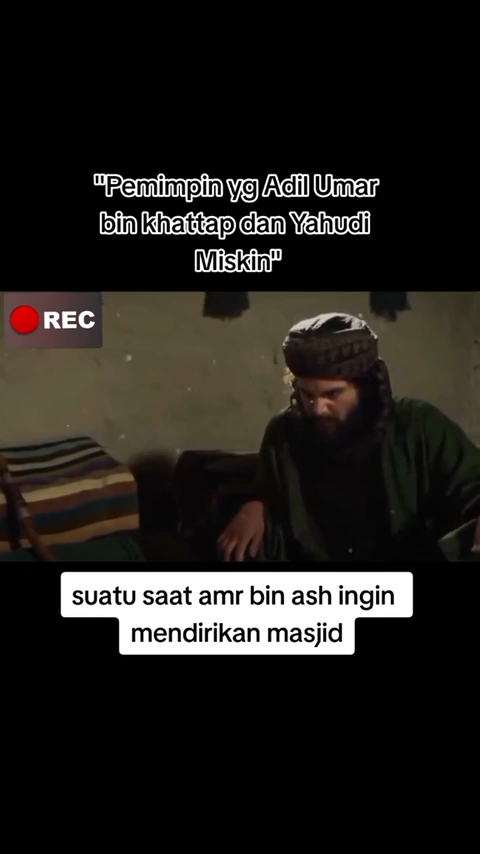 "Pemimpin yg Adil Umar
bin khattap dan Yahudi
Miskin"
REC
suatu saat amr bin ash ingin
mendirikan masjid